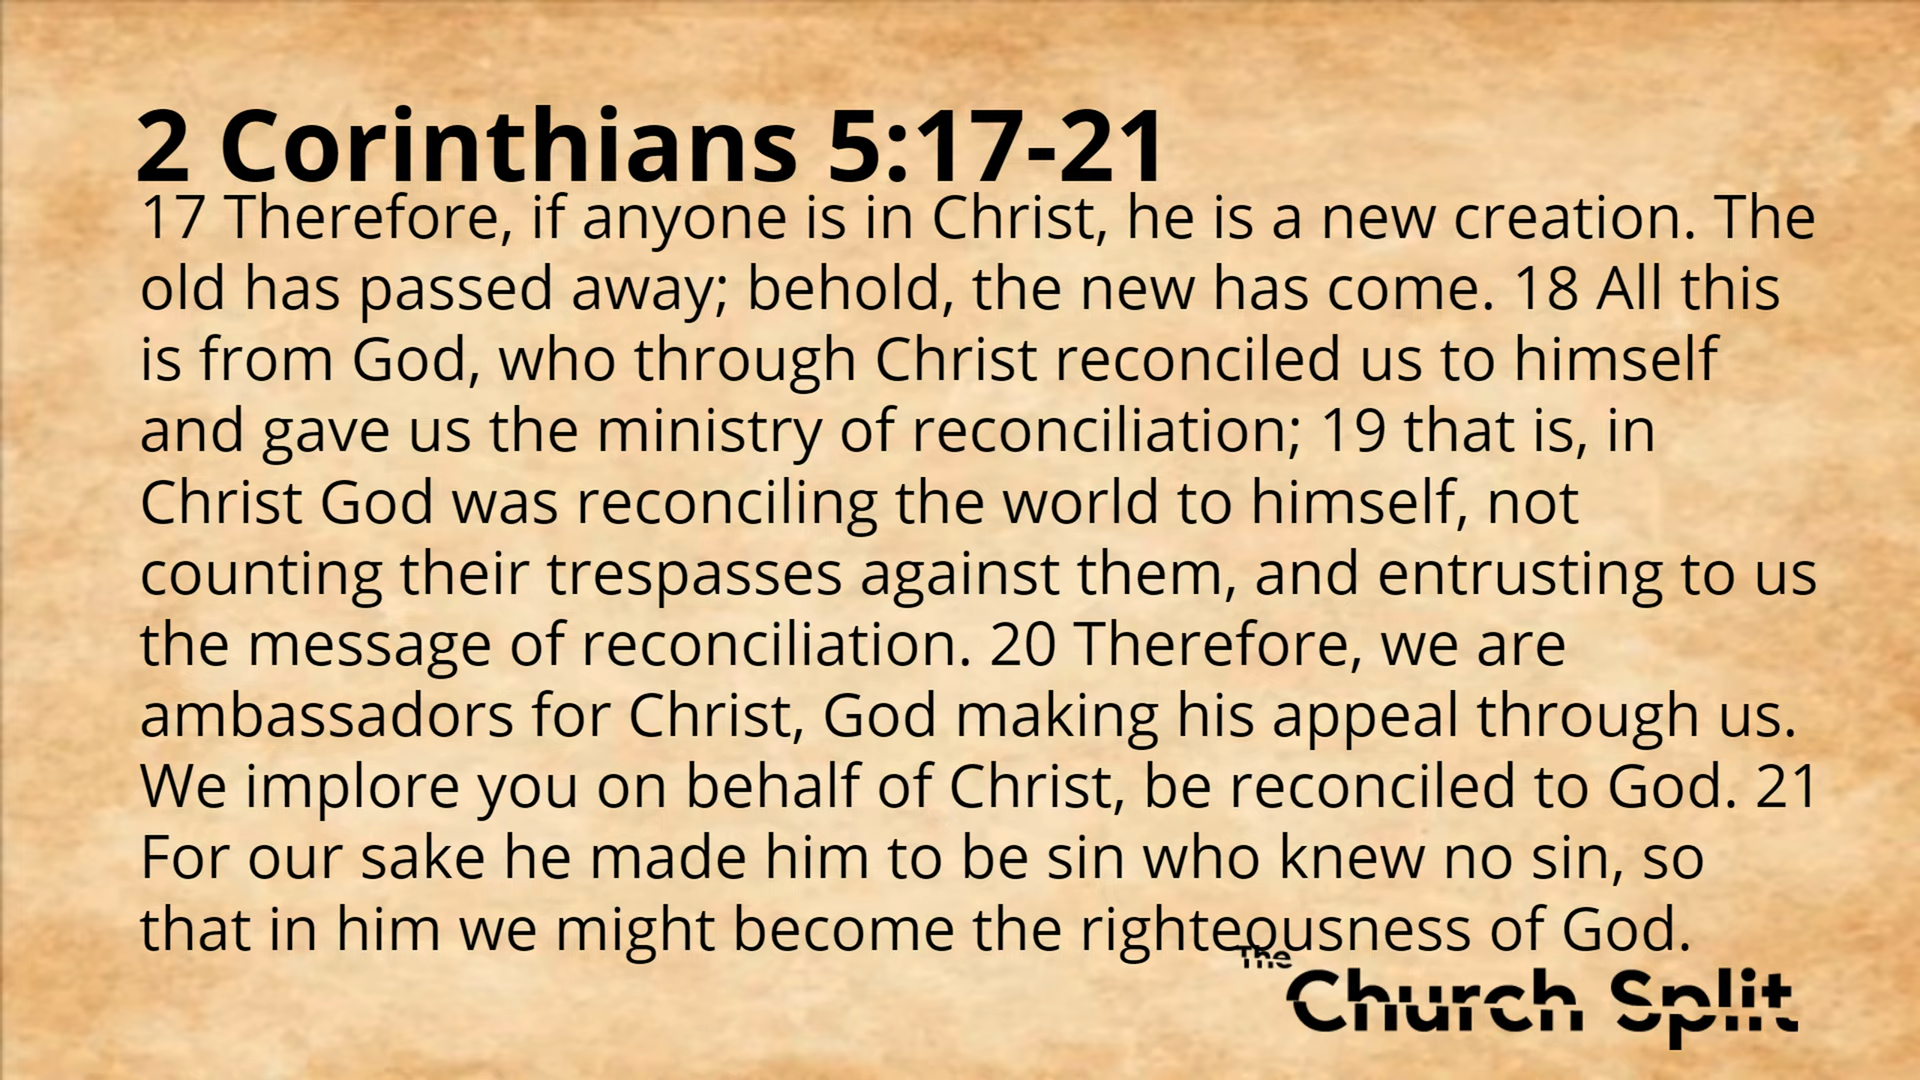 2 Corinthians 5:17-21
17 Therefore, if anyone is in Christ, he is a new creation. The
old has passed away; behold, the new has come. 18 All this
is from God, who through Christ reconciled us to himself
and gave us the ministry of reconciliation; 19 that is, in
Christ God was reconciling the world to himself, not
counting their trespasses against them, and entrusting to us
the message of reconciliation. 20 Therefore, we are
ambassadors for Christ, God making his appeal through us.
We implore you on behalf of Christ, be reconciled to God. 21
For our sake he made him to be sin who knew no sin, so
that in him we might become the righteousness of God.
The
Church Split